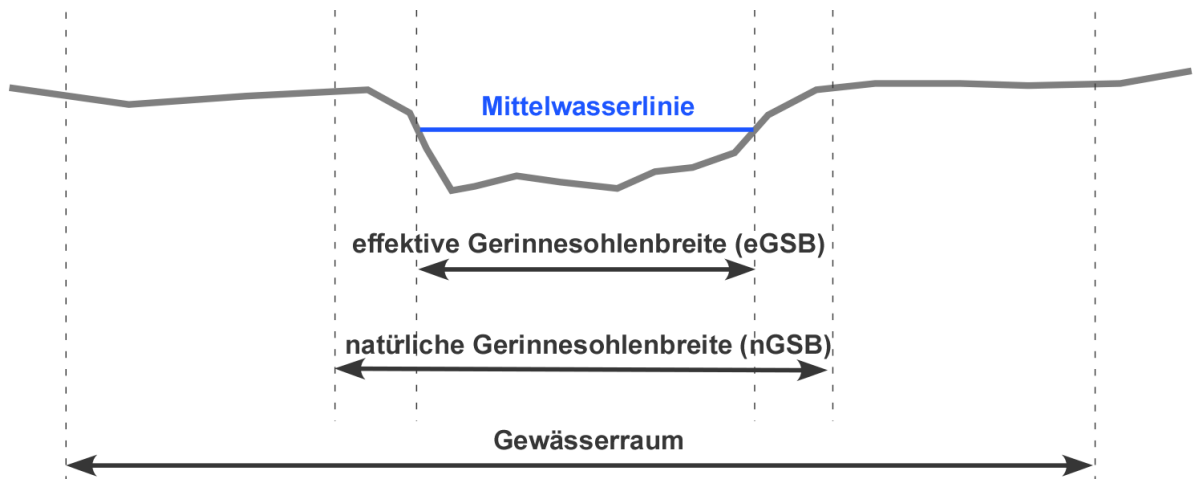 Mittelwasserlinie
effektive Gerinnesohlenbreite (eGSB)
natürliche Gerinnesohlenbreite (nGSB)
Gewässerraum